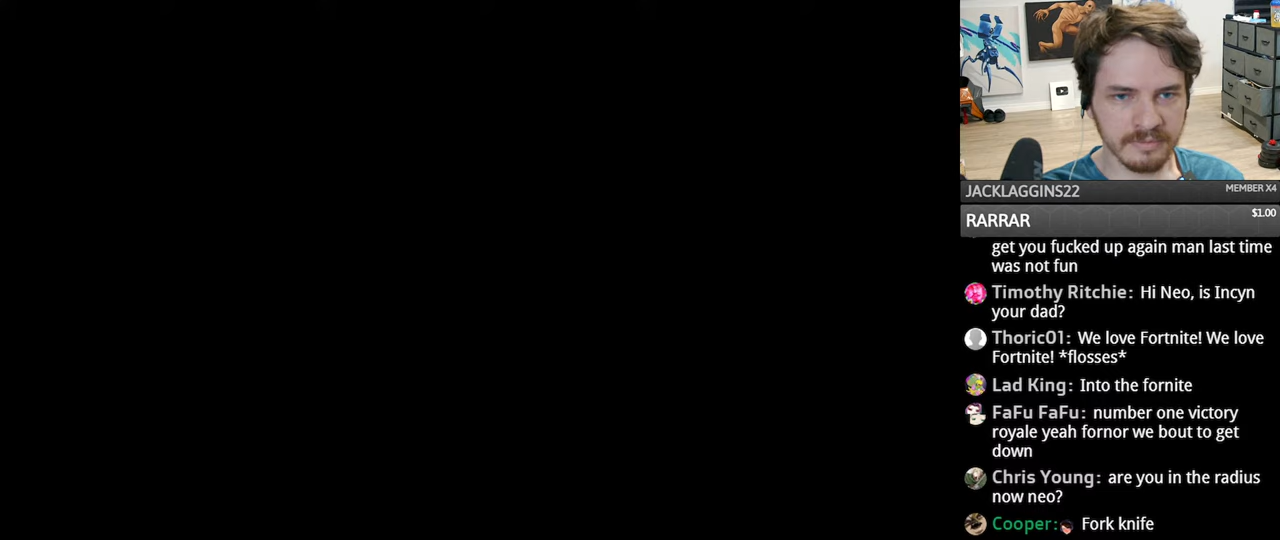 JACKLAGGINS22 MEMBER X4
RARRAR $1.00
get you fucked up again man last time
was not fun
Timothy Ritchie: Hi Neo, is Incyn
your dad?
Thoric01: We love Fortnite! We love
Fortnite! *flosses*
Lad King: Into the fornite
FaFu FaFu: number one victory
royale yeah fornor we bout to get
down
Chris Young: are you in the radius
now neo?
Cooper: Fork knife